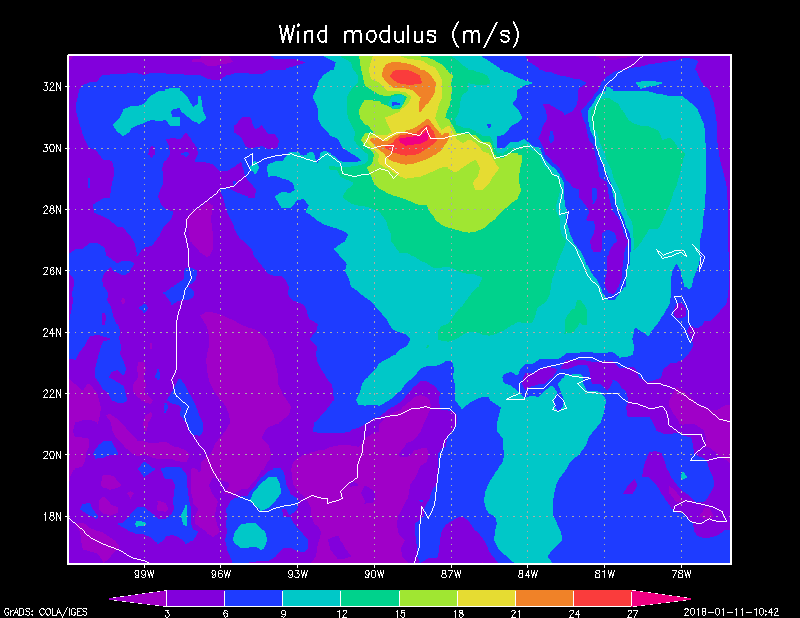 Wind modulus (m/s)
32N
30N
28N
26N
24N
22N
20N
18N
99W 96W 93W 90W 87W 84W 81W 78W
3 6 9 12 15 18 21 24 27
GrADS: COLA/IGES 2018-01-11-10:42